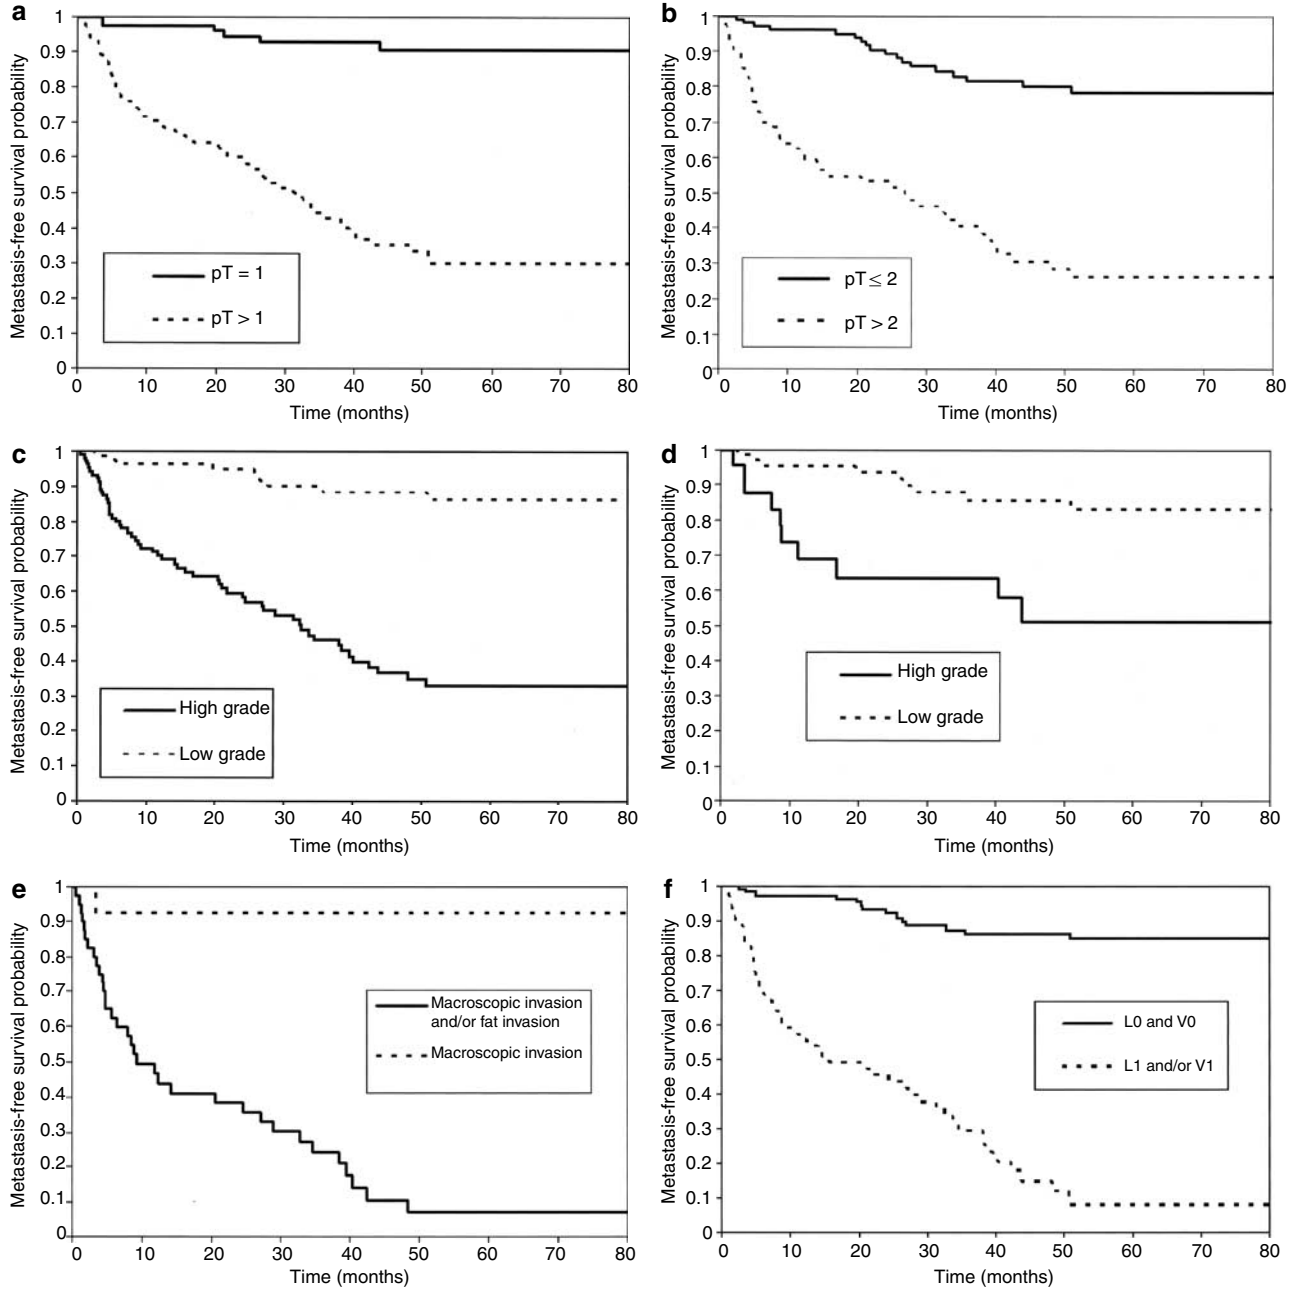 a
Metastasis-free survival probability
1
0.9
0.8
0.7
0.6
0.5
0.4
0.3
0.2
0.1
0
pT = 1
pT > 1
0 10 20 30 40 50 60 70 80
Time (months)
b
Metastasis-free survival probability
1
0.9
0.8
0.7
0.6
0.5
0.4
0.3
0.2
0.1
0
pT ≤ 2
pT > 2
0 10 20 30 40 50 60 70 80
Time (months)
c
Metastasis-free survival probability
1
0.9
0.8
0.7
0.6
0.5
0.4
0.3
0.2
0.1
0
High grade
Low grade
0 10 20 30 40 50 60 70 80
Time (months)
d
Metastasis-free survival probability
1
0.9
0.8
0.7
0.6
0.5
0.4
0.3
0.2
0.1
0
High grade
Low grade
0 10 20 30 40 50 60 70 80
Time (months)
e
Metastasis-free survival probability
1
0.9
0.8
0.7
0.6
0.5
0.4
0.3
0.2
0.1
0
Macroscopic invasion
and/or fat invasion
Macroscopic invasion
0 10 20 30 40 50 60 70 80
Time (months)
f
Metastasis-free survival probability
1
0.9
0.8
0.7
0.6
0.5
0.4
0.3
0.2
0.1
0
L0 and V0
L1 and/or V1
0 10 20 30 40 50 60 70 80
Time (months)